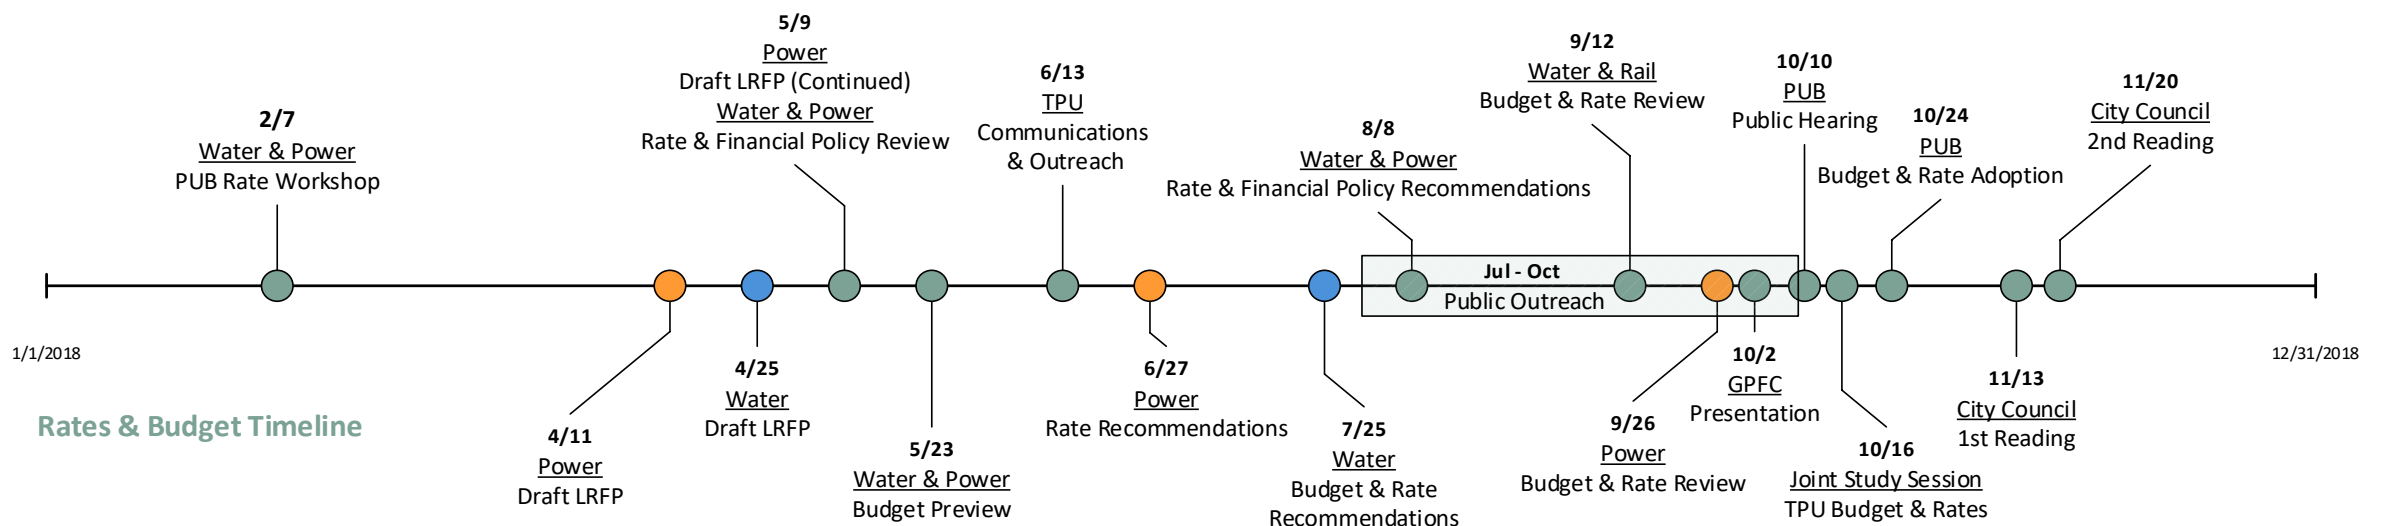 2/7
Water & Power
PUB Rate Workshop
4/11
Power
Draft LRFP
4/25
Water
Draft LRFP
5/9
Power
Draft LRFP (Continued)
Water & Power
Rate & Financial Policy Review
5/23
Water & Power
Budget Preview
6/13
TPU
Communications
& Outreach
6/27
Power
Rate Recommendations
7/25
Water
Budget & Rate
Recommendations
8/8
Water & Power
Rate & Financial Policy Recommendations
Jul - Oct
Public Outreach
9/12
Water & Rail
Budget & Rate Review
9/26
Power
Budget & Rate Review
10/2
GPFC
Presentation
10/10
PUB
Public Hearing
10/16
Joint Study Session
TPU Budget & Rates
10/24
PUB
Budget & Rate Adoption
11/13
City Council
1st Reading
11/20
City Council
2nd Reading
1/1/2018
12/31/2018
Rates & Budget Timeline